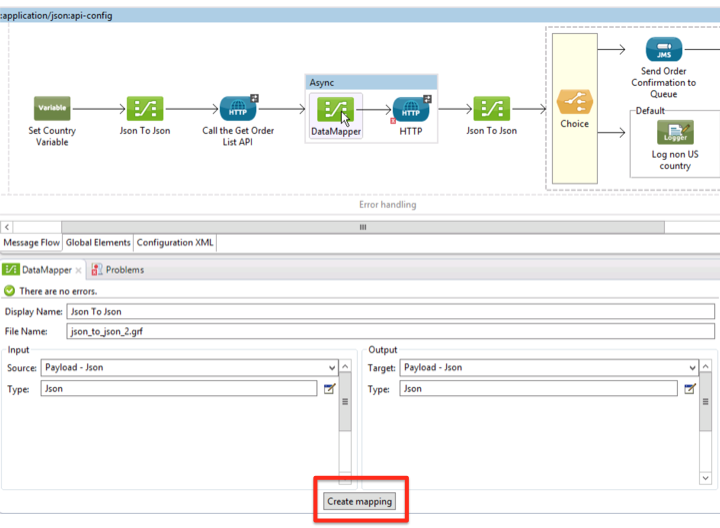 :application/json:api-config
Async
Variable
HTTP
HTTP
JMS
Set Country
Variable
Json To Json
Call the Get Order
List API
DataMapper
HTTP
Json To Json
Choice
Send Order
Confirmation to
Queue
Default
Logger
Log non US
country
Error handling
Message Flow Global Elements Configuration XML
DataMapper Problems
There are no errors.
Display Name: Json To Json
File Name: json_to_json_2.grf
Input Output
Source: Payload - Json Target: Payload - Json
Type: Json Type: Json
Create mapping